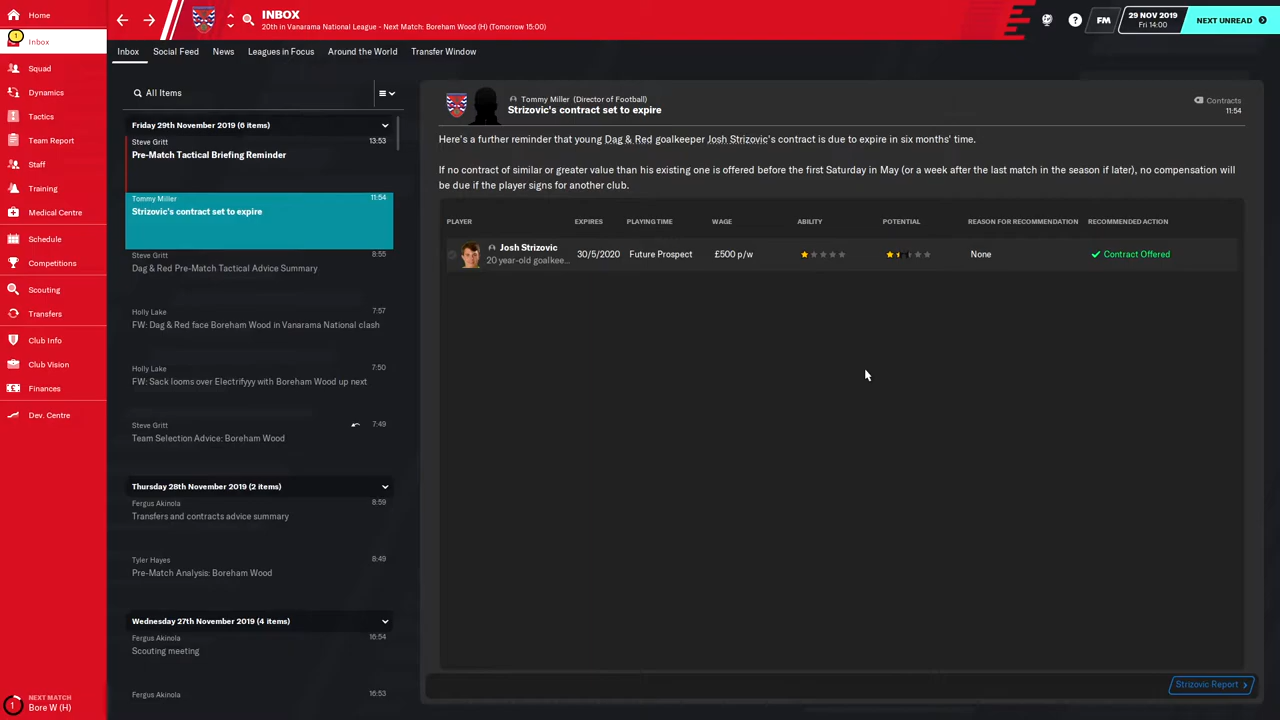 Home
INBOX
20th in Vanarama National League - Next Match: Boreham Wood (H) (Tomorrow 15:00)
?
FM
29 NOV 2019
Fri 14:00
NEXT UNREAD
1
Inbox
Squad
Dynamics
Tactics
Team Report
Staff
Training
Medical Centre
Schedule
Competitions
Scouting
Transfers
Club Info
Club Vision
Finances
Dev. Centre
1
NEXT MATCH
Bore W (H)
Inbox Social Feed News Leagues in Focus Around the World Transfer Window
All Items
Friday 29th November 2019 (6 items)
Steve Gritt 13:53
Pre-Match Tactical Briefing Reminder
Tommy Miller 11:54
Strizovic's contract set to expire
Steve Gritt 8:55
Dag & Red Pre-Match Tactical Advice Summary
Holly Lake 7:57
FW: Dag & Red face Boreham Wood in Vanarama National clash
Holly Lake 7:50
FW: Sack looms over Electrifyyy with Boreham Wood up next
Steve Gritt 7:49
Team Selection Advice: Boreham Wood
Thursday 28th November 2019 (2 items)
Fergus Akinola 8:59
Transfers and contracts advice summary
Tyler Hayes 8:49
Pre-Match Analysis: Boreham Wood
Wednesday 27th November 2019 (4 items)
Fergus Akinola 16:54
Scouting meeting
Fergus Akinola 16:53
Tommy Miller (Director of Football)
Strizovic's contract set to expire
Contracts
11:54
Here's a further reminder that young Dag & Red goalkeeper Josh Strizovic's contract is due to expire in six months' time.
If no contract of similar or greater value than his existing one is offered before the first Saturday in May (or a week after the last match in the season if later), no compensation will
be due if the player signs for another club.
PLAYER EXPIRES PLAYING TIME WAGE ABILITY POTENTIAL REASON FOR RECOMMENDATION RECOMMENDED ACTION
Josh Strizovic
20 year-old goalkee... 30/5/2020 Future Prospect £500 p/w None Contract Offered
Strizovic Report